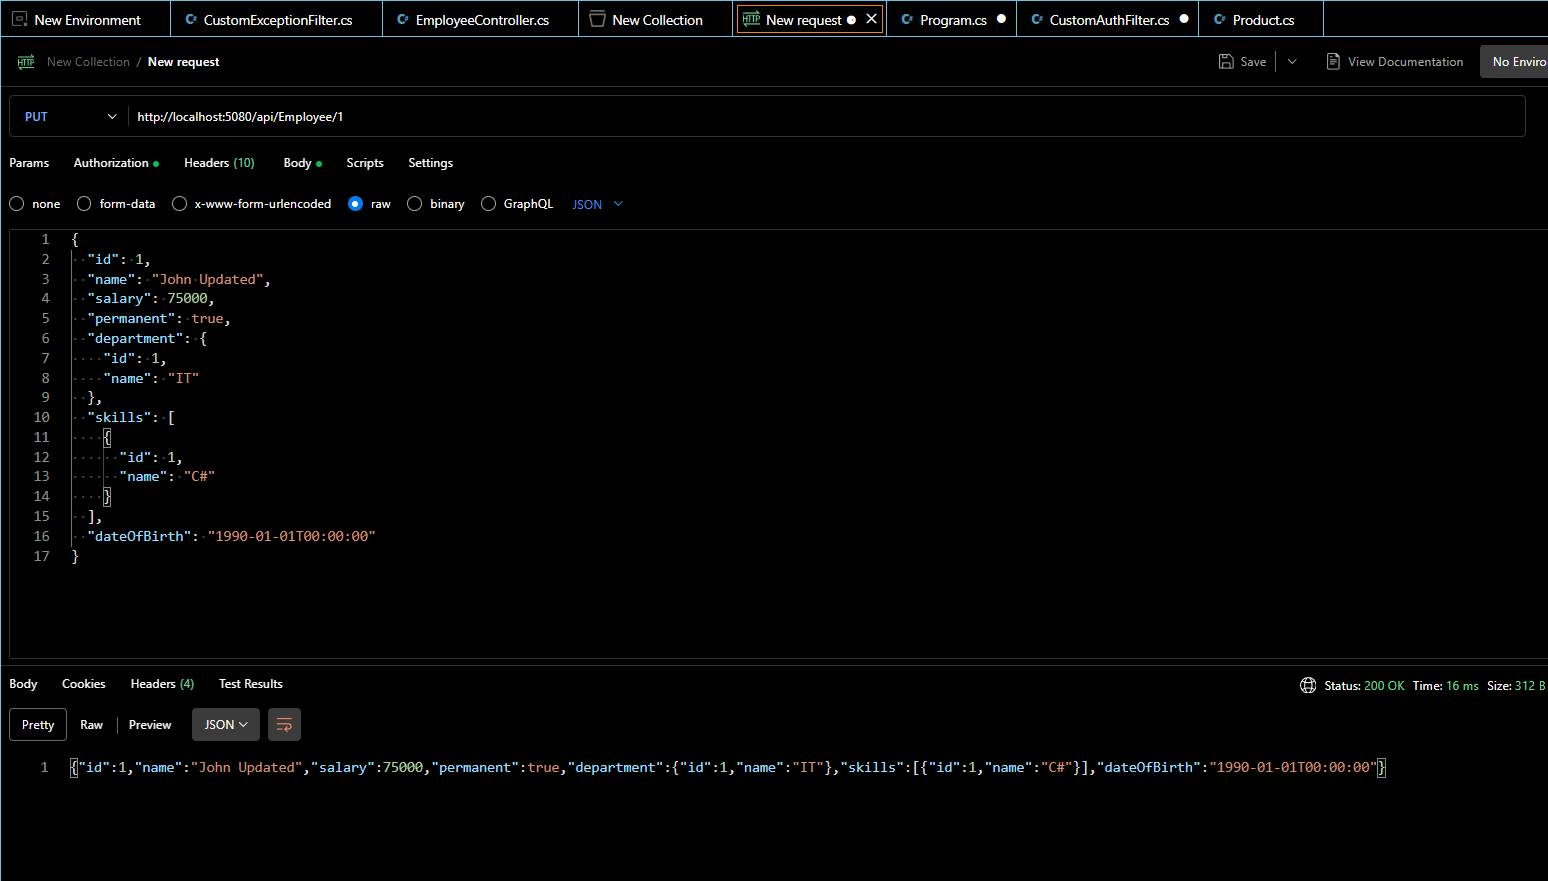 New Environment C# CustomExceptionFilter.cs C# EmployeeController.cs New Collection HTTP New request C# Program.cs C# CustomAuthFilter.cs C# Product.cs
HTTP New Collection / New request Save View Documentation No Enviro
PUT http://localhost:5080/api/Employee/1
Params Authorization Headers (10) Body Scripts Settings
none form-data x-www-form-urlencoded raw binary GraphQL JSON
1 {
2 "id": 1,
3 "name": "John Updated",
4 "salary": 75000,
5 "permanent": true,
6 "department": {
7 "id": 1,
8 "name": "IT"
9 },
10 "skills": [
11 {
12 "id": 1,
13 "name": "C#"
14 }
15 ],
16 "dateOfBirth": "1990-01-01T00:00:00"
17 }
Body Cookies Headers (4) Test Results Status: 200 OK Time: 16 ms Size: 312 B
Pretty Raw Preview JSON
1 {"id":1,"name":"John Updated","salary":75000,"permanent":true,"department":{"id":1,"name":"IT"},"skills":[{"id":1,"name":"C#"}],"dateOfBirth":"1990-01-01T00:00:00"}